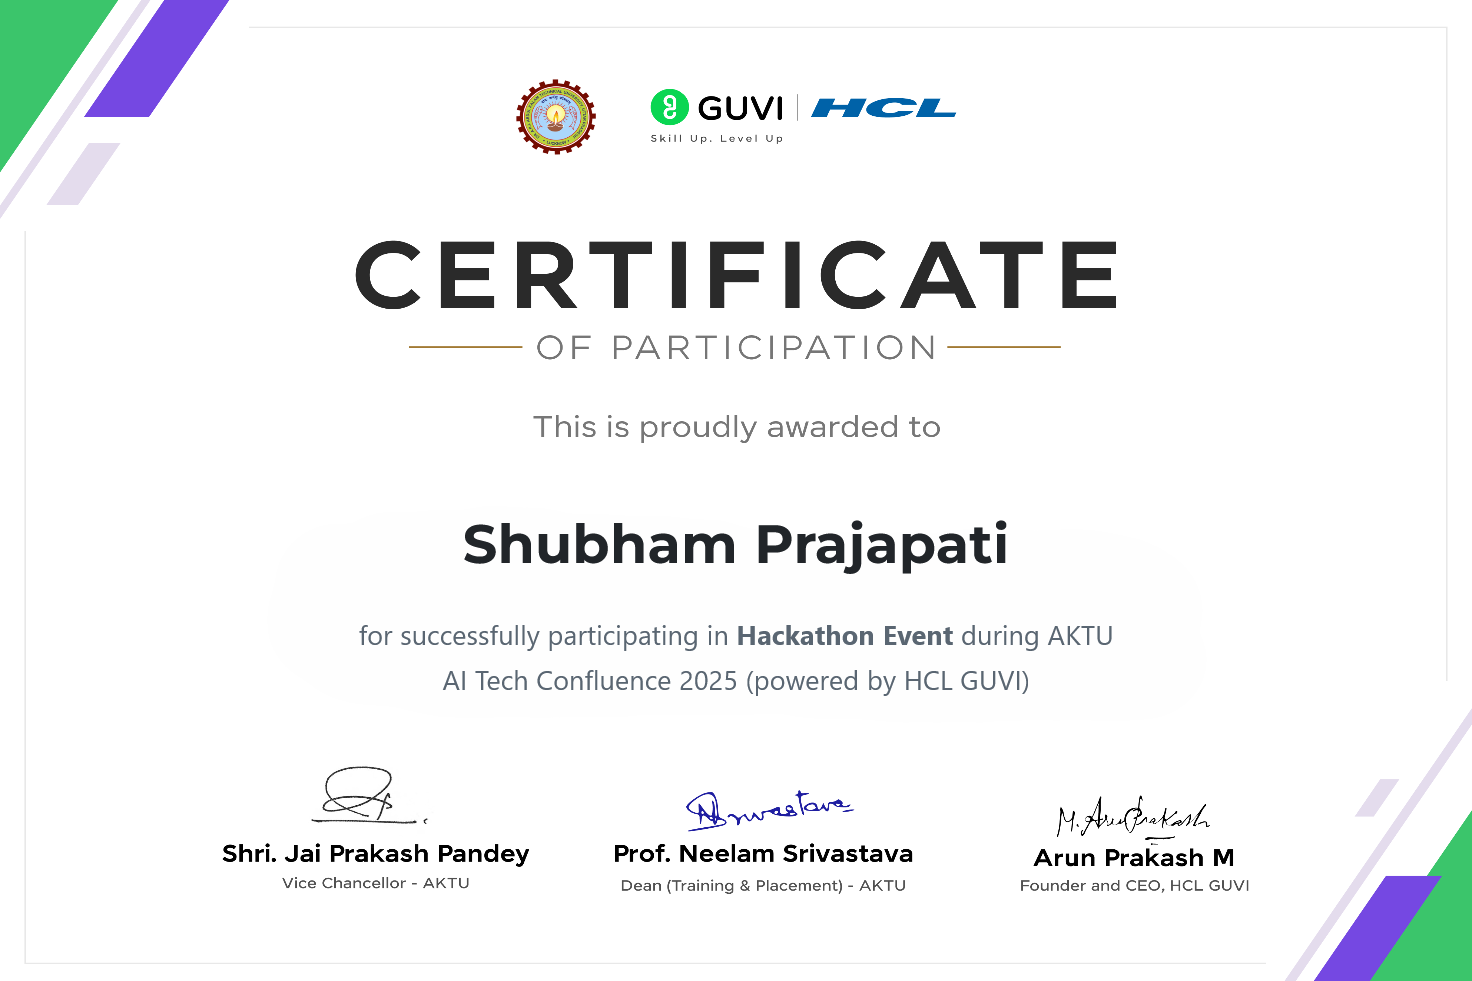 GUVI | HCL
Skill Up. Level Up
CERTIFICATE
OF PARTICIPATION
This is proudly awarded to
Shubham Prajapati
for successfully participating in Hackathon Event during AKTU
AI Tech Confluence 2025 (powered by HCL GUVI)
M. Arun Prakash
Shri. Jai Prakash Pandey
Prof. Neelam Srivastava
Arun Prakash M
Vice Chancellor - AKTU
Dean (Training & Placement) - AKTU
Founder and CEO, HCL GUVI